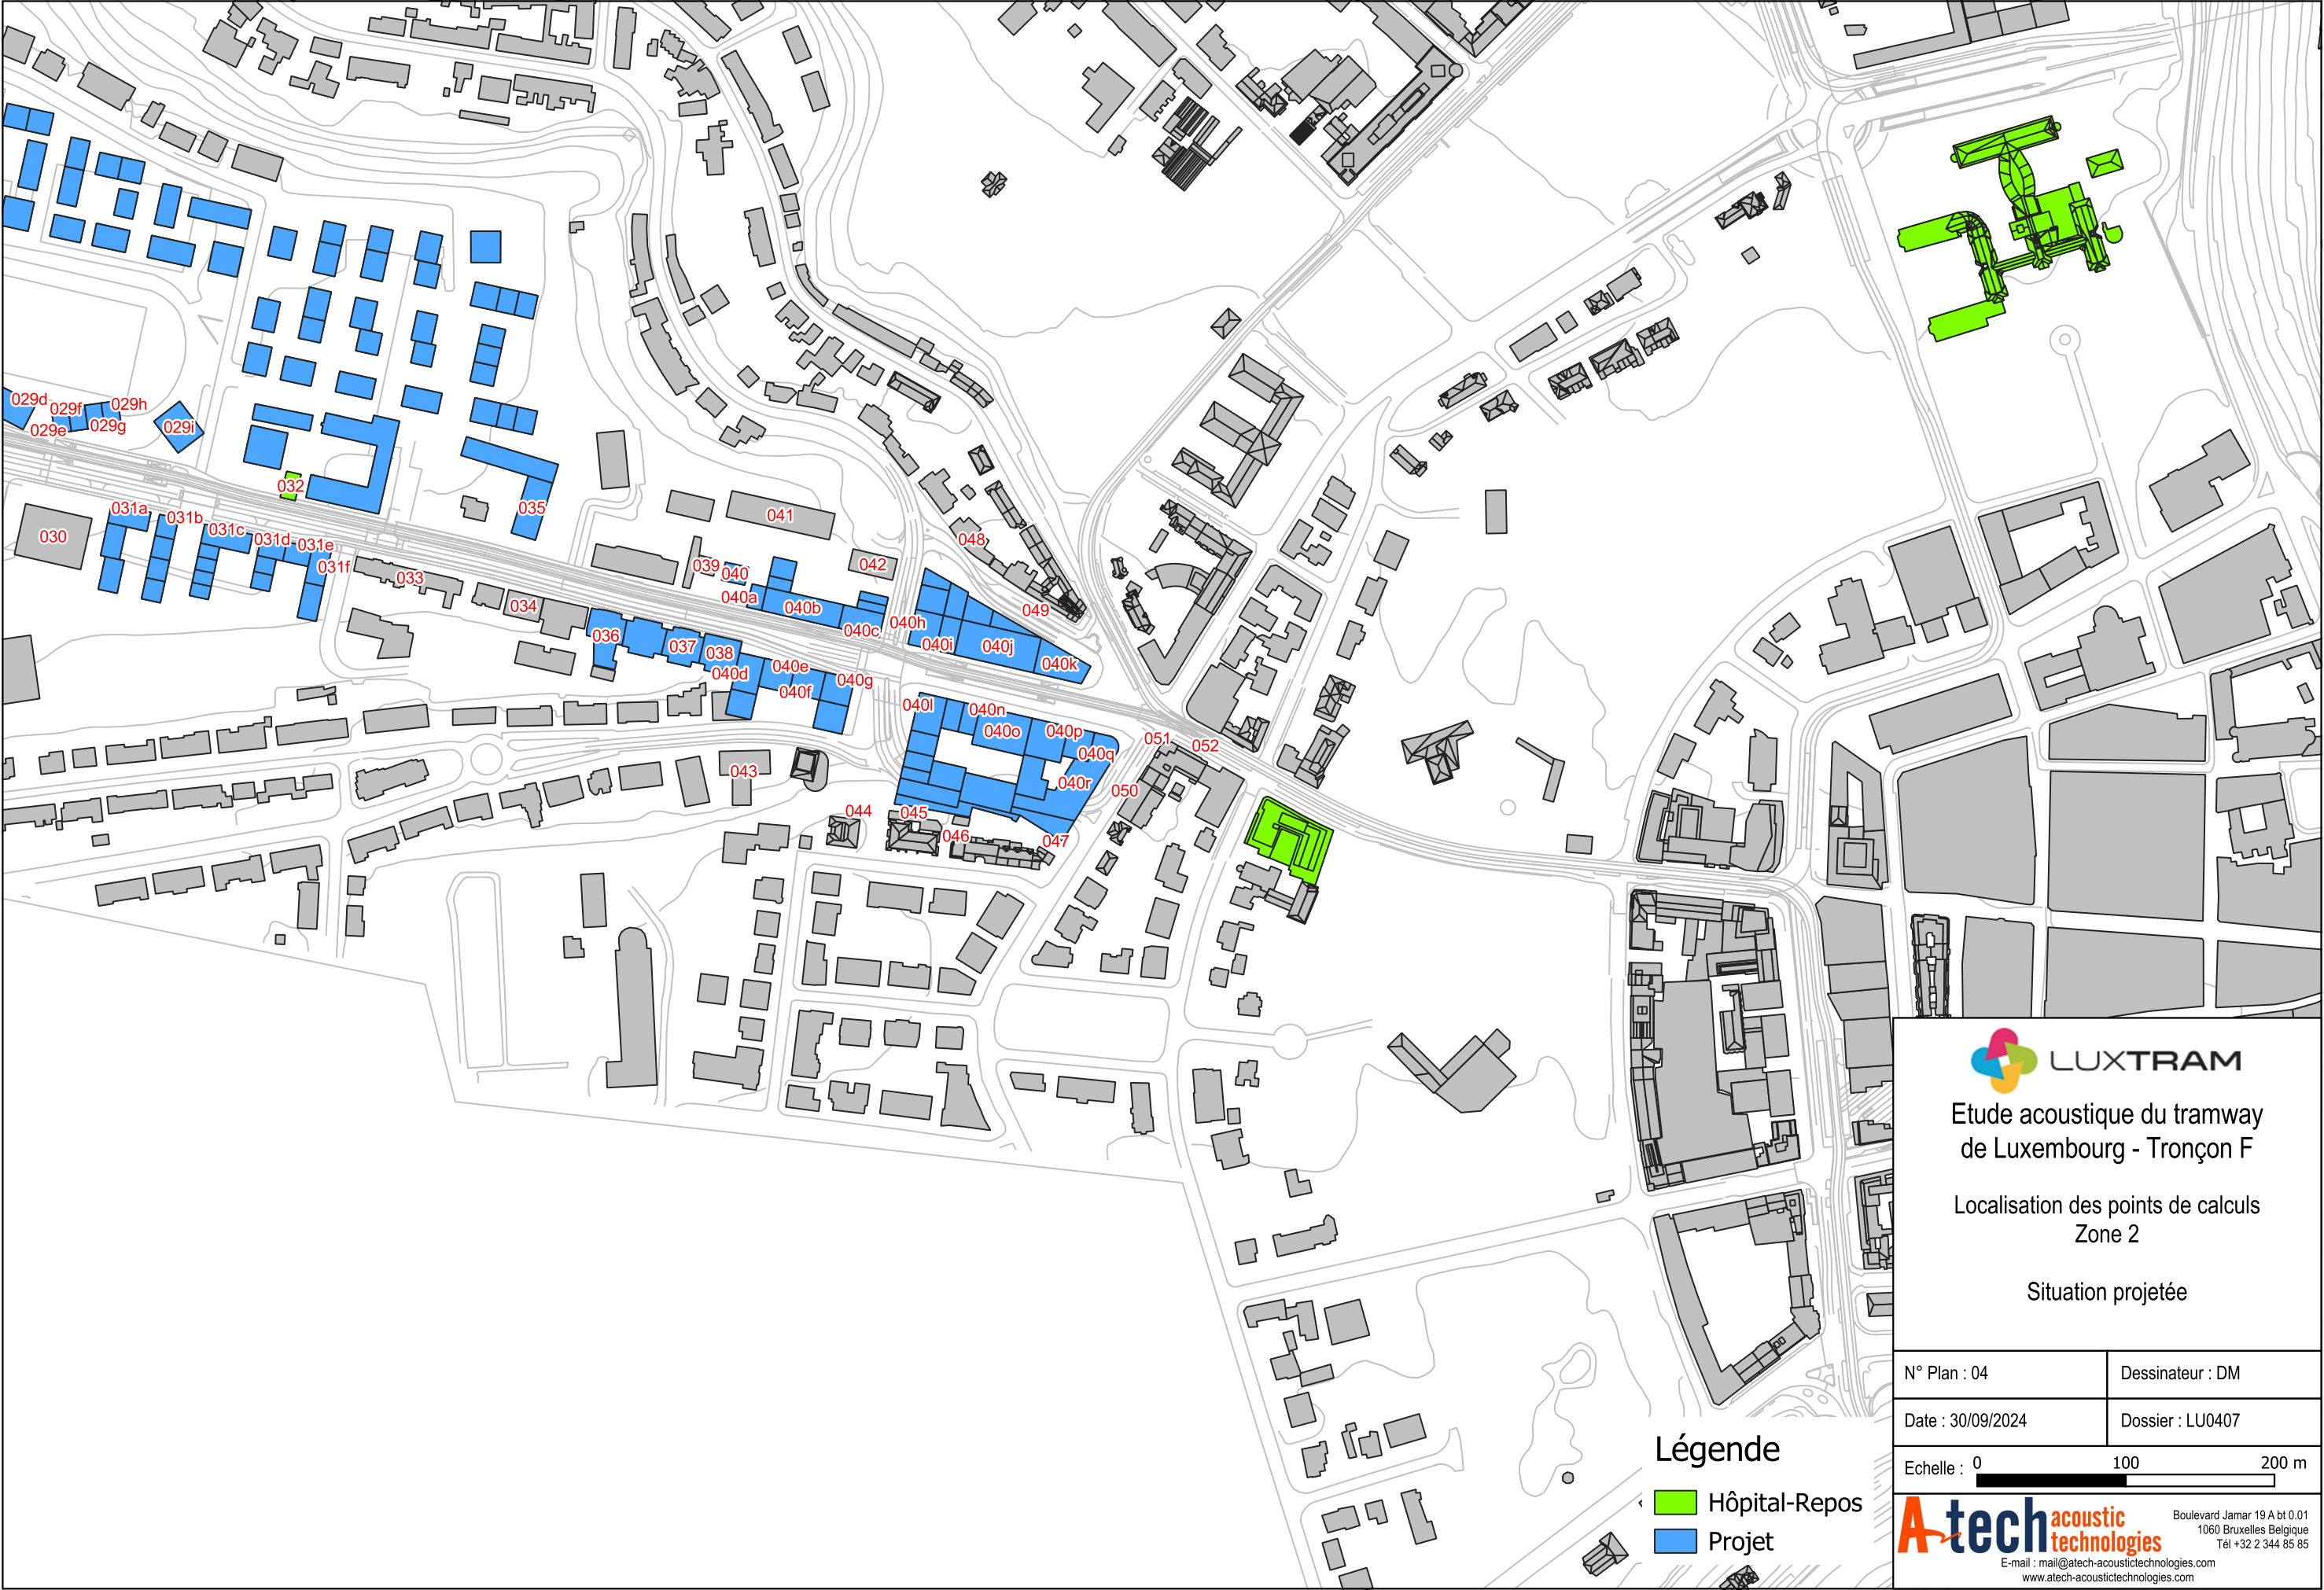 029d
029f
029h
029e
029g
029i
032
031a
031b
030
031c
031d
031e
031f
035
033
034
041
039
040
042
040a
040b
040c
036
037
038
040d
040e
040f
040g
048
049
040h
040i
040j
040k
040l
040n
040o
040p
040q
040r
051
052
050
043
044
045
046
047
LUXTRAM
Etude acoustique du tramway
de Luxembourg - Tronçon F
Localisation des points de calculs
Zone 2
Situation projetée
N° Plan : 04
Dessinateur : DM
Date : 30/09/2024
Dossier : LU0407
Echelle : 0 100 200 m
Légende
Hôpital-Repos
Projet
A-tech acoustic technologies
Boulevard Jamar 19 A bt 0.01
1060 Bruxelles Belgique
Tél +32 2 344 85 85
E-mail : mail@atech-acoustictechnologies.com
www.atech-acoustictechnologies.com